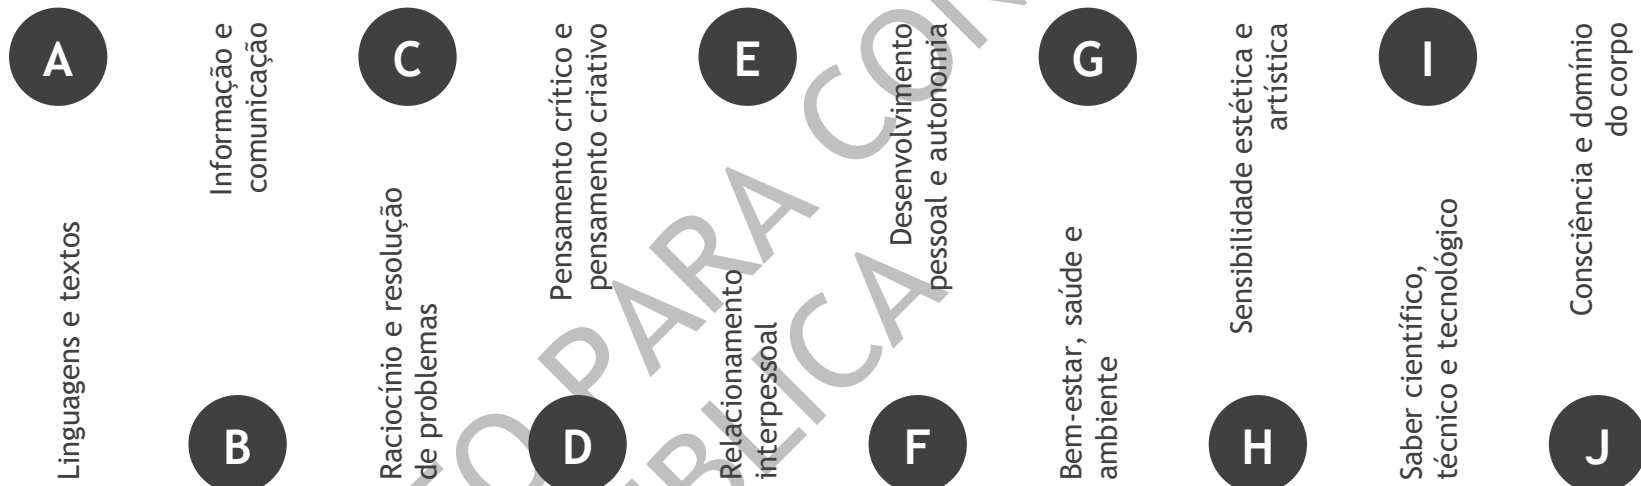 A
Linguagens e textos
Informação e
comunicação
B
C
Raciocínio e resolução
de problemas
Pensamento crítico e
pensamento criativo
D
E
Relacionamento
interpessoal
Desenvolvimento
pessoal e autonomia
F
G
Bem-estar, saúde e
ambiente
Sensibilidade estética e
artística
H
I
Saber científico,
técnico e tecnológico
Consciência e domínio
do corpo
J
PARA